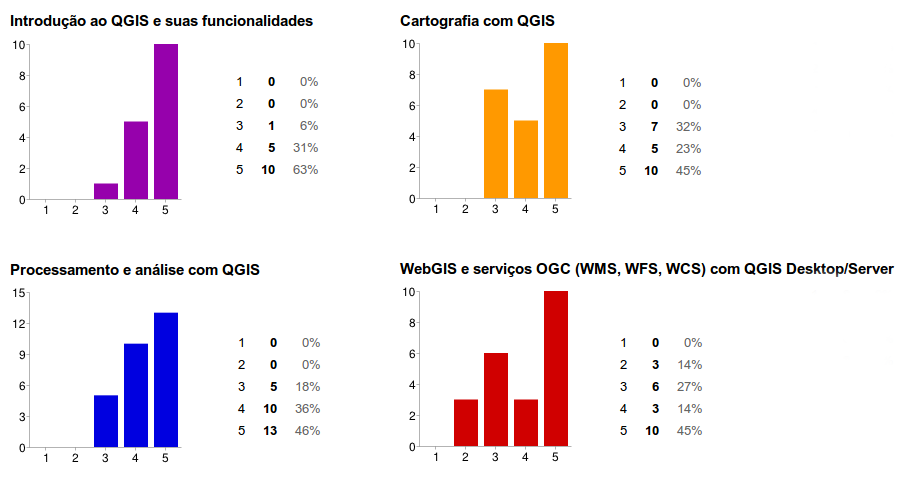 Introdução ao QGIS e suas funcionalidades
10
8
6
4
2
0
1 2 3 4 5
1 0 0%
2 0 0%
3 1 6%
4 5 31%
5 10 63%
Cartografia com QGIS
10
8
6
4
2
0
1 2 3 4 5
1 0 0%
2 0 0%
3 7 32%
4 5 23%
5 10 45%
Processamento e análise com QGIS
15
12
9
6
3
0
1 2 3 4 5
1 0 0%
2 0 0%
3 5 18%
4 10 36%
5 13 46%
WebGIS e serviços OGC (WMS, WFS, WCS) com QGIS Desktop/Server
10
8
6
4
2
0
1 2 3 4 5
1 0 0%
2 3 14%
3 6 27%
4 3 14%
5 10 45%